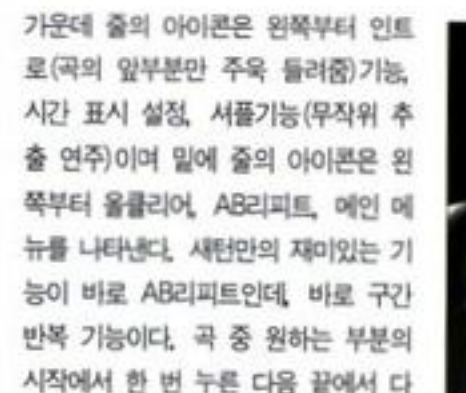 가운데 줄의 아이콘은 왼쪽부터 인트
로(곡의 앞부분만 주욱 들려줌)기능,
시간 표시 설정, 셔플기능(무작위 추
출 연주)이며 밑에 줄의 아이콘은 왼
쪽부터 올클리어, AB리피트, 메인 메
뉴를 나타낸다. 새턴만의 재미있는 기
능이 바로 AB리피트인데, 바로 구간
반복 기능이다. 곡 중 원하는 부분의
시작에서 한 번 누른 다음 끝에서 다